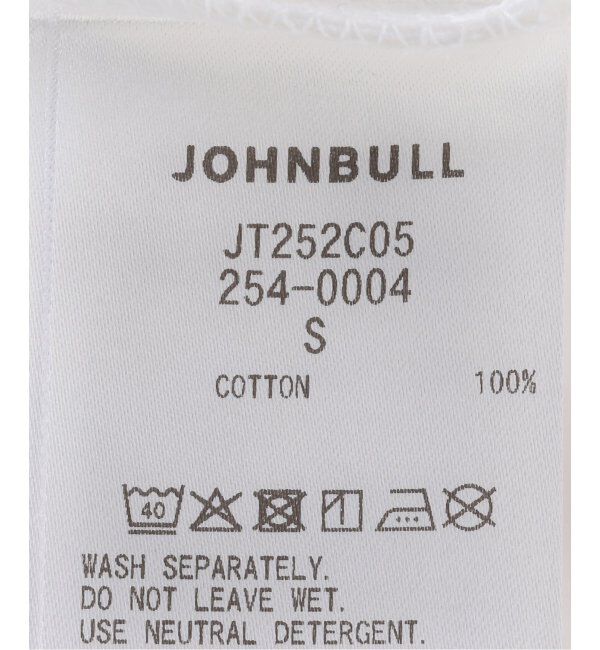 JOHNBULL
JT252C05
254-0004
S
COTTON 100%
40
WASH SEPARATELY.
DO NOT LEAVE WET.
USE NEUTRAL DETERGENT.